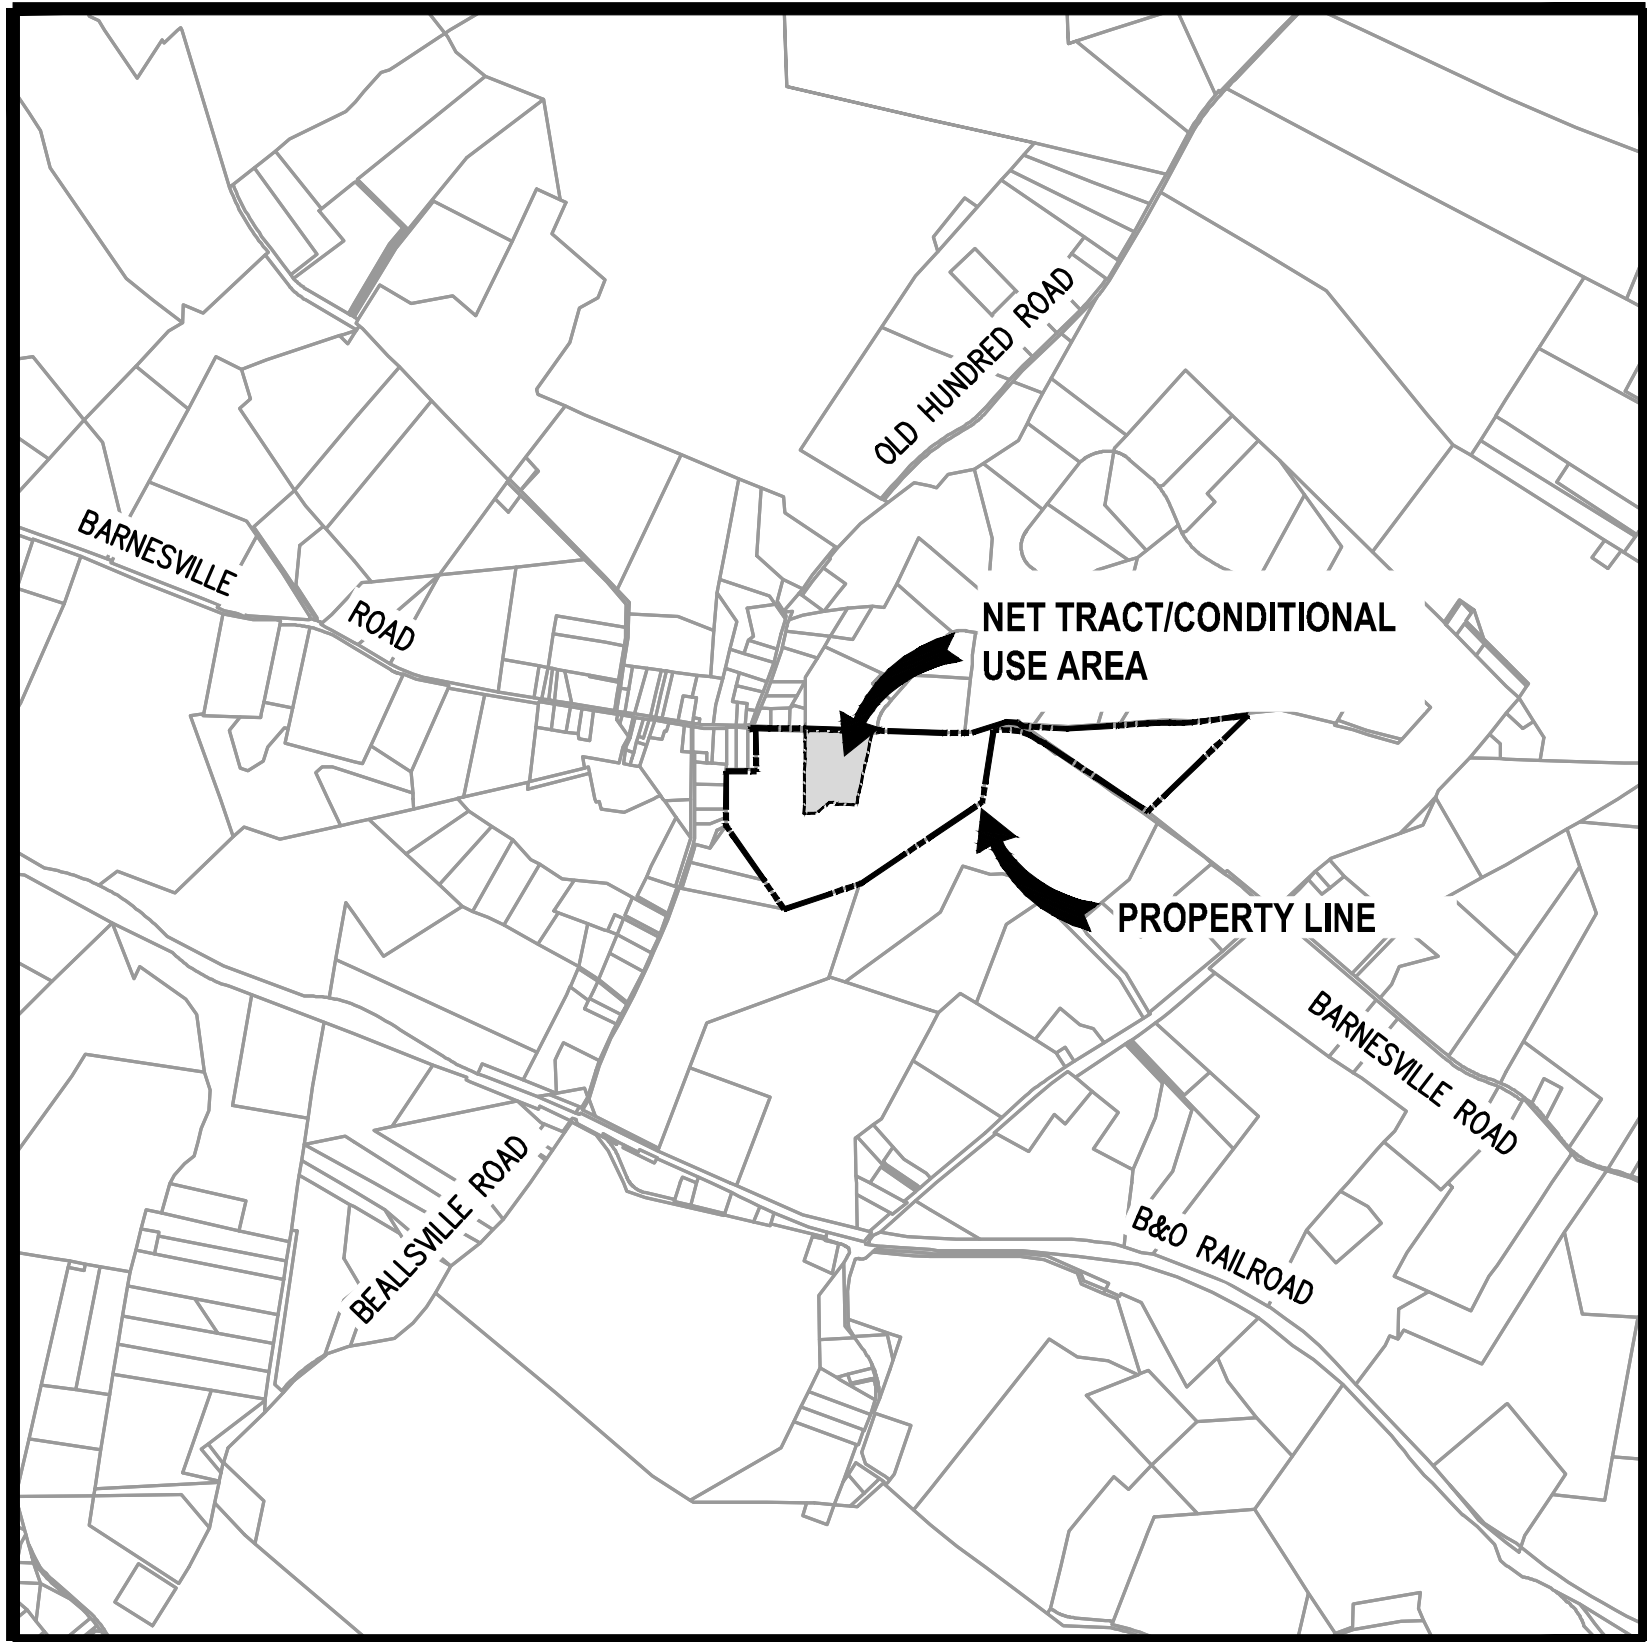 OLD HUNDRED ROAD
BARNESVILLE ROAD
NET TRACT/CONDITIONAL
USE AREA
PROPERTY LINE
BARNESVILLE ROAD
BEALLSVILLE ROAD
B&O RAILROAD